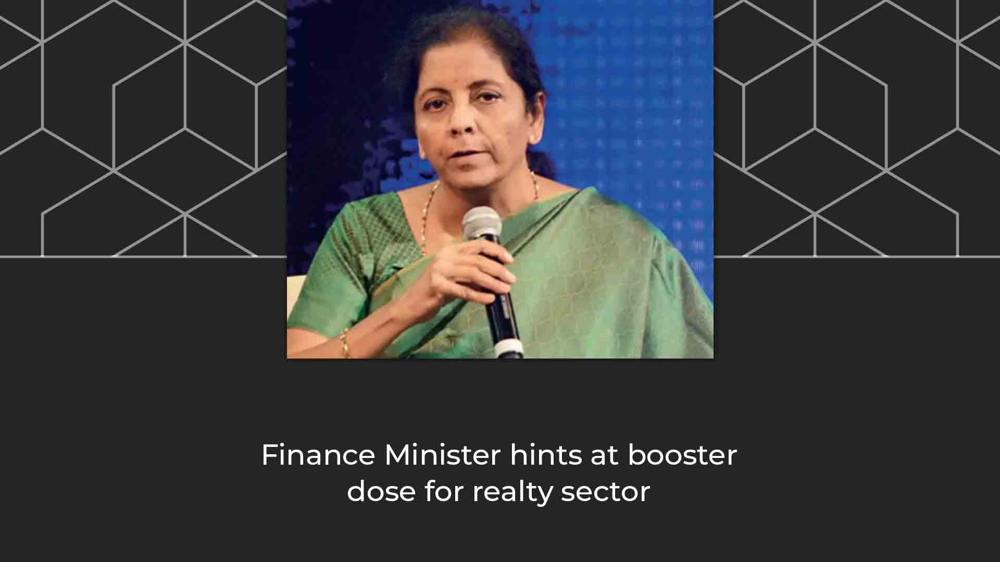 Finance Minister hints at booster
dose for realty sector